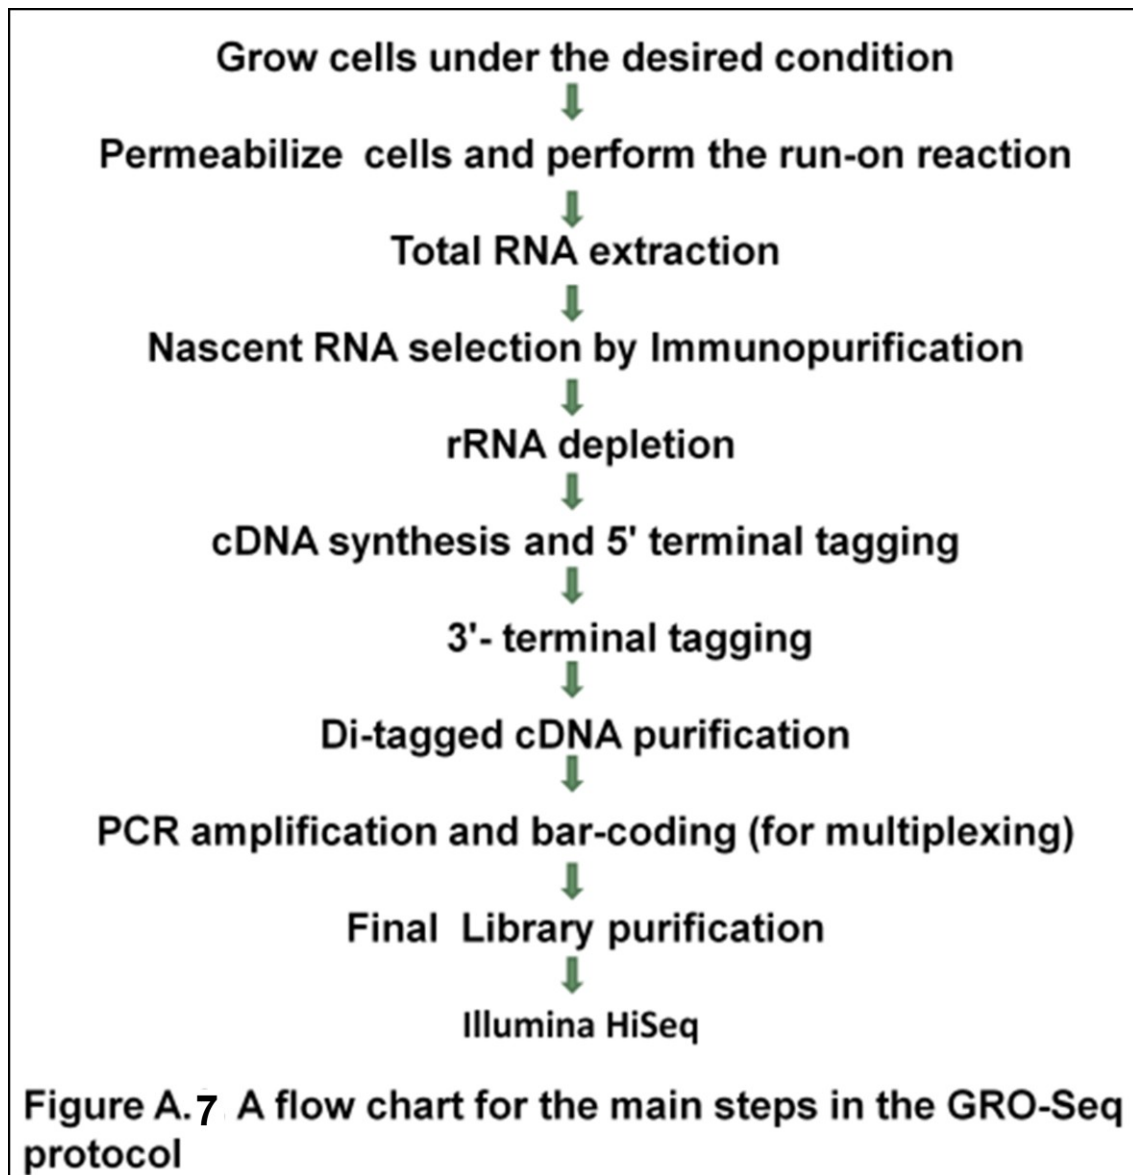 Grow cells under the desired condition
Permeabilize cells and perform the run-on reaction
Total RNA extraction
Nascent RNA selection by Immunopurification
rRNA depletion
cDNA synthesis and 5' terminal tagging
3'- terminal tagging
Di-tagged cDNA purification
PCR amplification and bar-coding (for multiplexing)
Final Library purification
Illumina HiSeq
Figure A.7 A flow chart for the main steps in the GRO-Seq
protocol